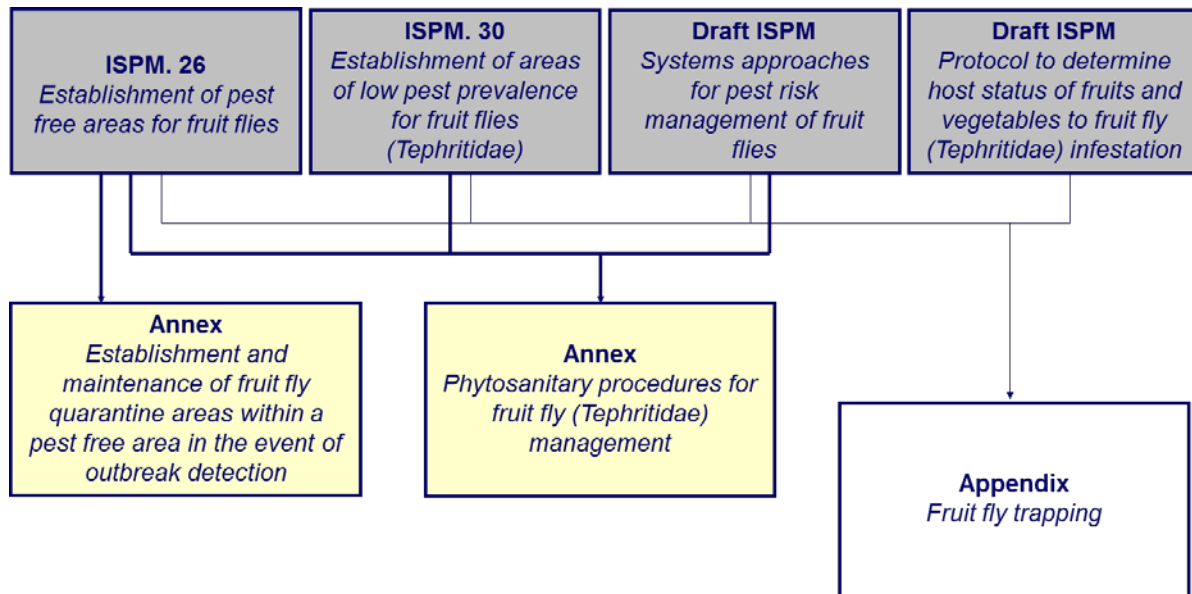 ISPM. 26
Establishment of pest
free areas for fruit flies
ISPM. 30
Establishment of areas
of low pest prevalence
for fruit flies
(Tephritidae)
Draft ISPM
Systems approaches
for pest risk
management of fruit
flies
Draft ISPM
Protocol to determine
host status of fruits and
vegetables to fruit fly
(Tephritidae) infestation
Annex
Establishment and
maintenance of fruit fly
quarantine areas within a
pest free area in the event of
outbreak detection
Annex
Phytosanitary procedures for
fruit fly (Tephritidae)
management
Appendix
Fruit fly trapping